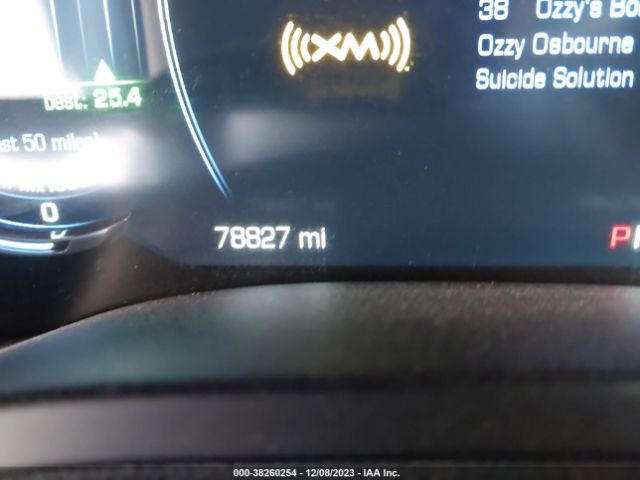 38 Ozzy's Bo
XM
Ozzy Osbourne
Suicide Solution
best: 25.4
est 50 miles)
0
78827 mi
P
000-38260254 - 12/08/2023 - IAA Inc.